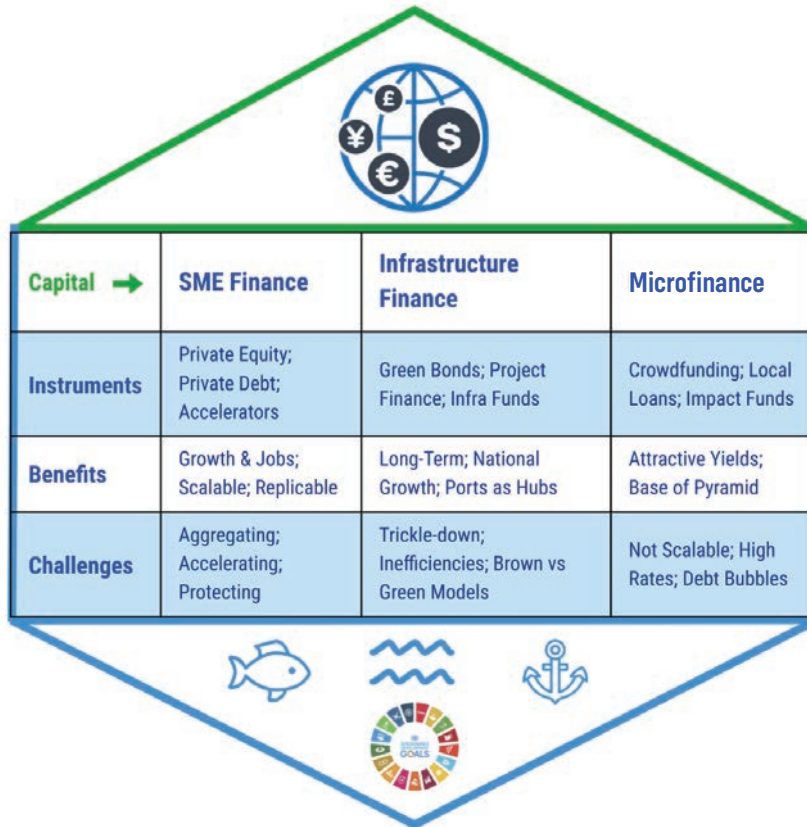 £
¥
$
€
Capital →
SME Finance
Infrastructure
Finance
Microfinance
Instruments
Private Equity;
Private Debt;
Accelerators
Green Bonds; Project
Finance; Infra Funds
Crowdfunding; Local
Loans; Impact Funds
Benefits
Growth & Jobs;
Scalable; Replicable
Long-Term; National
Growth; Ports as Hubs
Attractive Yields;
Base of Pyramid
Challenges
Aggregating;
Accelerating;
Protecting
Trickle-down;
Inefficiencies; Brown vs
Green Models
Not Scalable; High
Rates; Debt Bubbles
GOALS